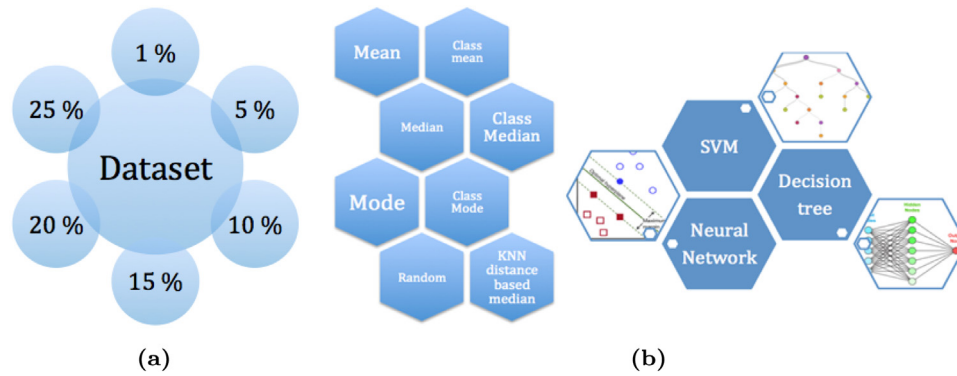 1 %
5 %
10 %
15 %
20 %
25 %
Dataset
(a)
Mean
Class
mean
Median
Class
Median
Mode
Class
Mode
Random
KNN
distance
based
median
SVM
Decision
tree
Neural
Network
(b)